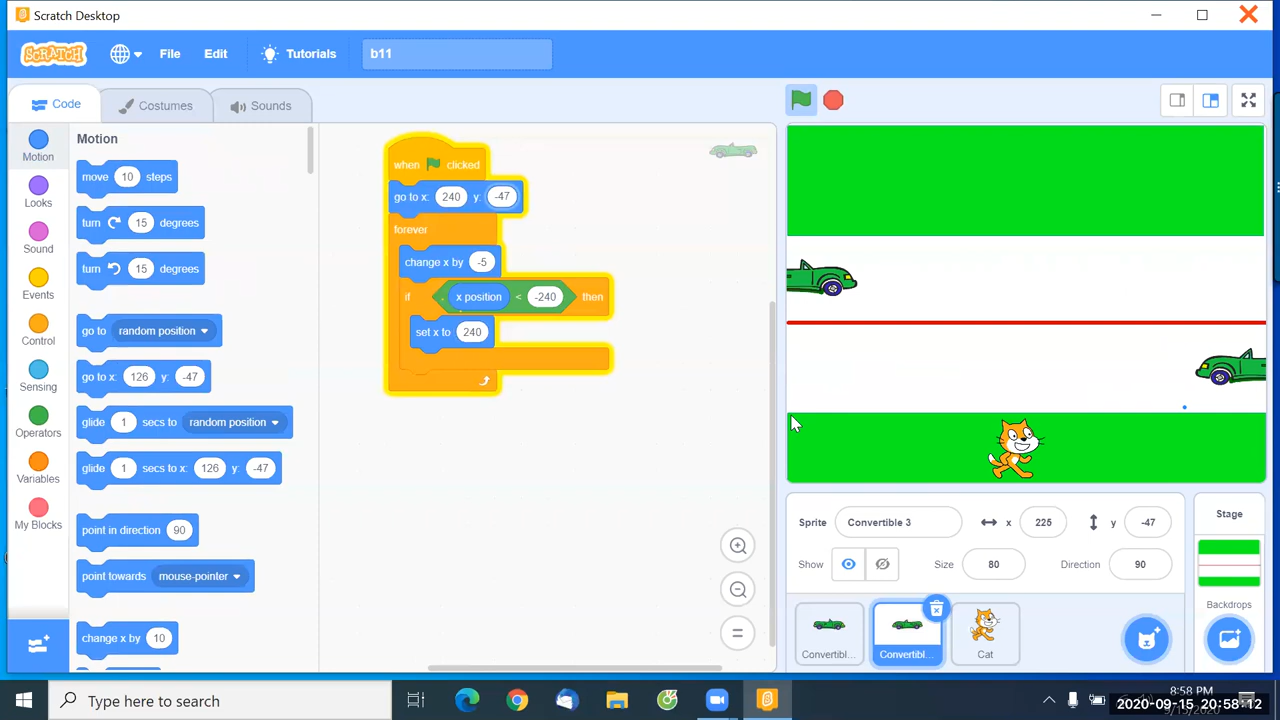 Scratch Desktop
SCRATCH File Edit Tutorials b11
Code Costumes Sounds
Motion
Looks
Sound
Events
Control
Sensing
Operators
Variables
My Blocks
Motion
move 10 steps
turn 15 degrees
turn 15 degrees
go to random position
go to x: 126 y: -47
glide 1 secs to random position
glide 1 secs to x: 126 y: -47
point in direction 90
point towards mouse-pointer
change x by 10
when clicked
go to x: 240 y: -47
forever
change x by -5
if x position < -240 then
set x to 240
Sprite Convertible 3 x 225 y -47
Show Size 80 Direction 90
Convertibl... Convertibl... Cat
Stage
Backdrops
Type here to search
8:58 PM
2020-09-15 20:58:12